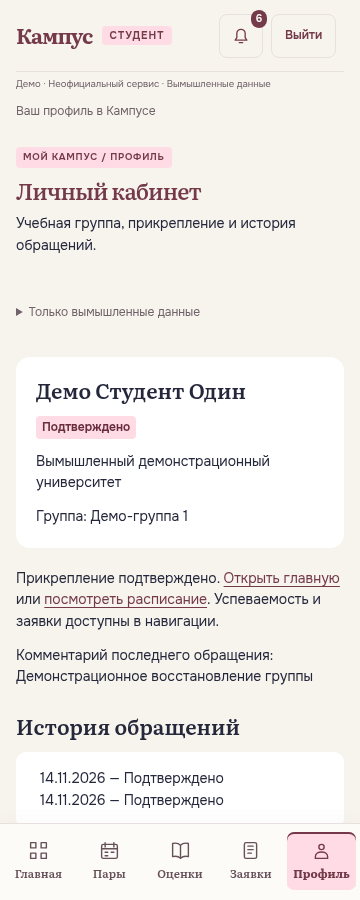 Кампус СТУДЕНТ 6 Выйти
Демо · Неофициальный сервис · Вымышленные данные
Ваш профиль в Кампусе
МОЙ КАМПУС / ПРОФИЛЬ
Личный кабинет
Учебная группа, прикрепление и история
обращений.
Только вымышленные данные
Демо Студент Один
Подтверждено
Вымышленный демонстрационный
университет
Группа: Демо-группа 1
Прикрепление подтверждено. Открыть главную
или посмотреть расписание. Успеваемость и
заявки доступны в навигации.
Комментарий последнего обращения:
Демонстрационное восстановление группы
История обращений
14.11.2026 — Подтверждено
14.11.2026 — Подтверждено
Главная Пары Оценки Заявки Профиль